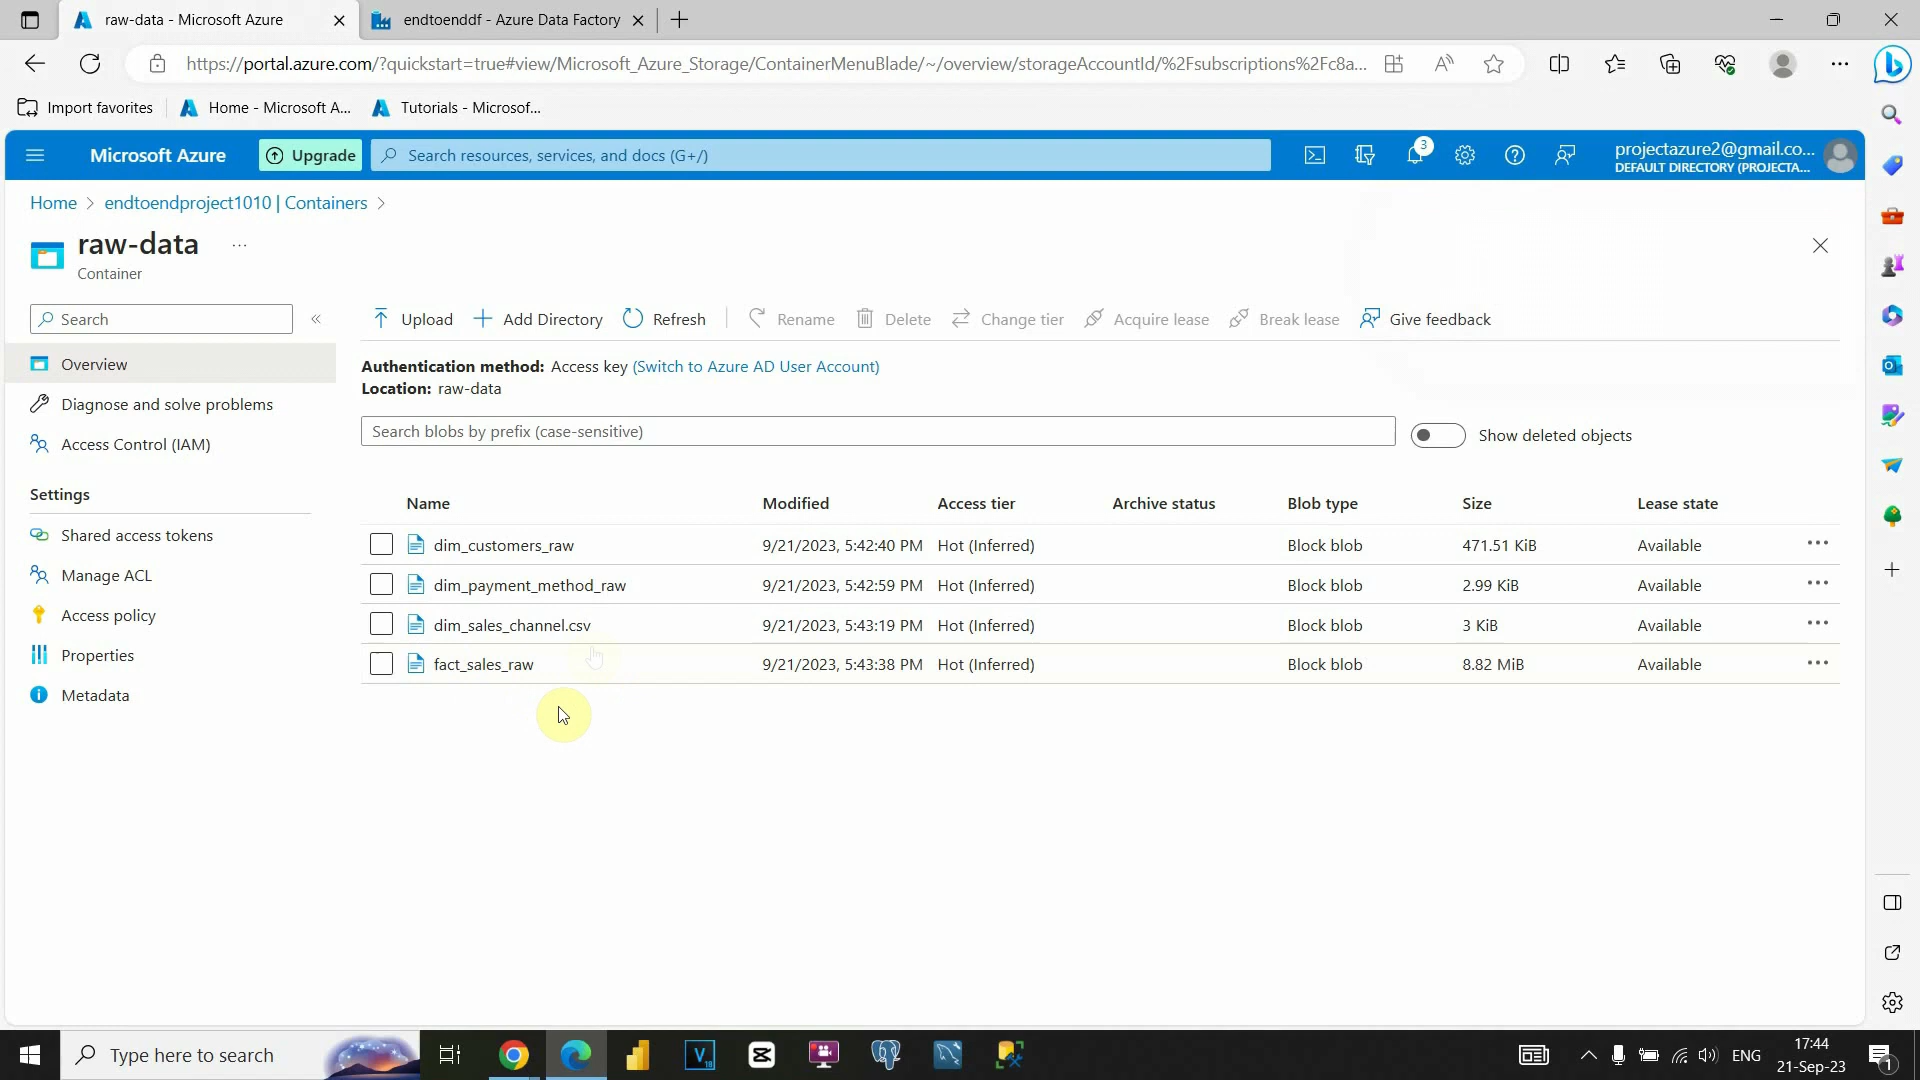 raw-data - Microsoft Azure
endtoenddf - Azure Data Factory
https://portal.azure.com/?quickstart=true#view/Microsoft_Azure_Storage/ContainerMenuBlade/~/overview/storageAccountId/%2Fsubscriptions%2Fc8a...
Import favorites
Home - Microsoft A...
Tutorials - Microsof...
Microsoft Azure
Upgrade
Search resources, services, and docs (G+/)
3
projectazure2@gmail.co...
DEFAULT DIRECTORY (PROJECTA...
Home > endtoendproject1010 | Containers >
raw-data ...
Container
Search
«
Upload
Add Directory
Refresh
Rename
Delete
Change tier
Acquire lease
Break lease
Give feedback
Overview
Diagnose and solve problems
Access Control (IAM)
Settings
Shared access tokens
Manage ACL
Access policy
Properties
Metadata
Authentication method: Access key (Switch to Azure AD User Account)
Location: raw-data
Search blobs by prefix (case-sensitive)
Show deleted objects
Name Modified Access tier Archive status Blob type Size Lease state
dim_customers_raw 9/21/2023, 5:42:40 PM Hot (Inferred) Block blob 471.51 KiB Available
dim_payment_method_raw 9/21/2023, 5:42:59 PM Hot (Inferred) Block blob 2.99 KiB Available
dim_sales_channel.csv 9/21/2023, 5:43:19 PM Hot (Inferred) Block blob 3 KiB Available
fact_sales_raw 9/21/2023, 5:43:38 PM Hot (Inferred) Block blob 8.82 MiB Available
Type here to search
ENG
17:44
21-Sep-23
1